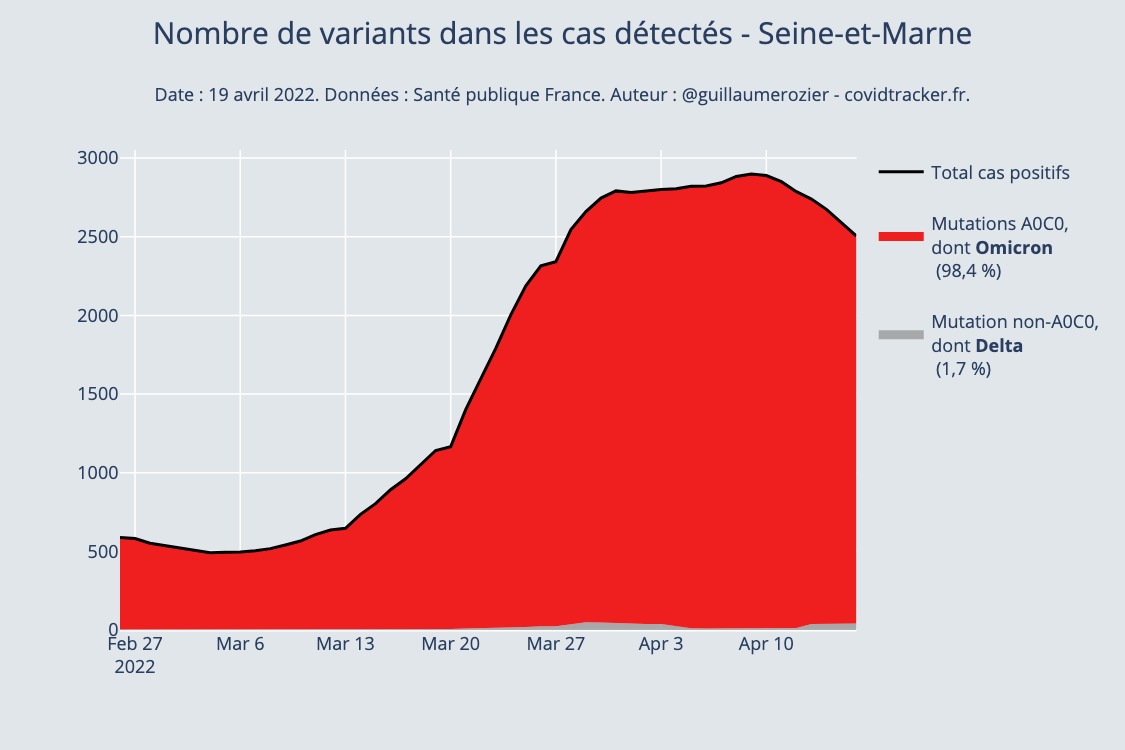 Nombre de variants dans les cas détectés - Seine-et-Marne
Date : 19 avril 2022. Données : Santé publique France. Auteur : @guillaumerozier - covidtracker.fr.
3000
2500
2000
1500
1000
500
0
Feb 27
2022
Mar 6
Mar 13
Mar 20
Mar 27
Apr 3
Apr 10
Total cas positifs
Mutations A0C0,
dont Omicron
(98,4 %)
Mutation non-A0C0,
dont Delta
(1,7 %)